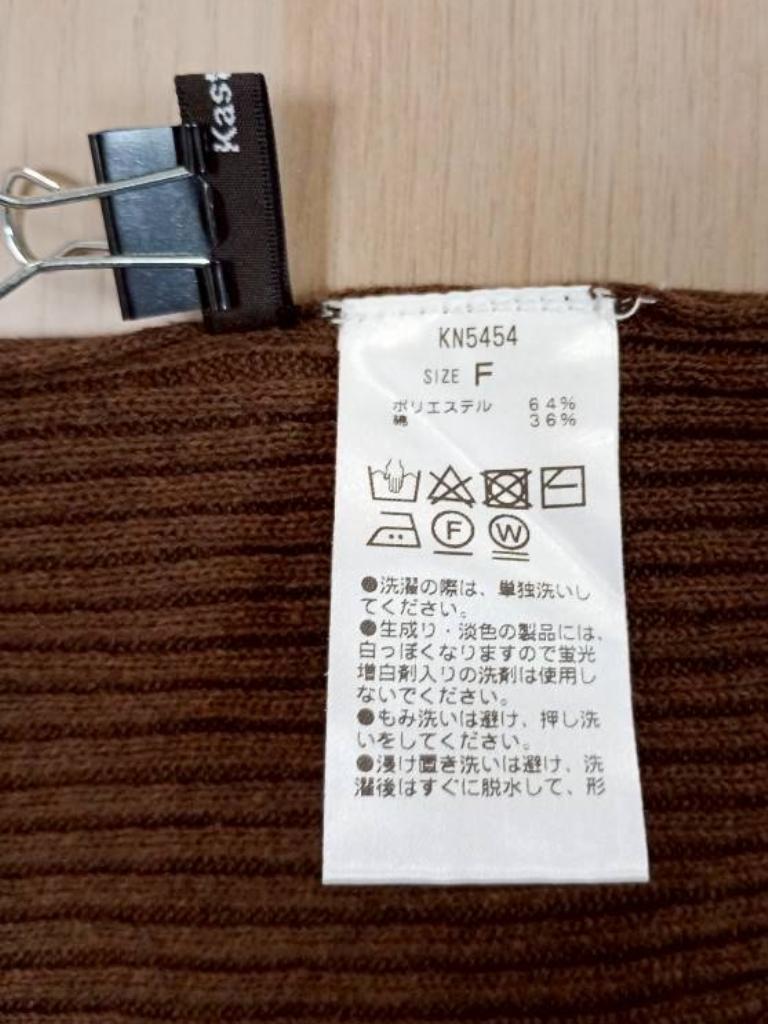 Kas
KN5454
SIZE F
ポリエステル 64%
綿 36%
F W
●洗濯の際は、単独洗いし
てください。
●生成り・淡色の製品には、
白っぽくなりますので蛍光
増白剤入りの洗剤は使用し
ないでください。
●もみ洗いは避け、押し洗
いをしてください。
●浸け置き洗いは避け、洗
濯後はすぐに脱水して、形